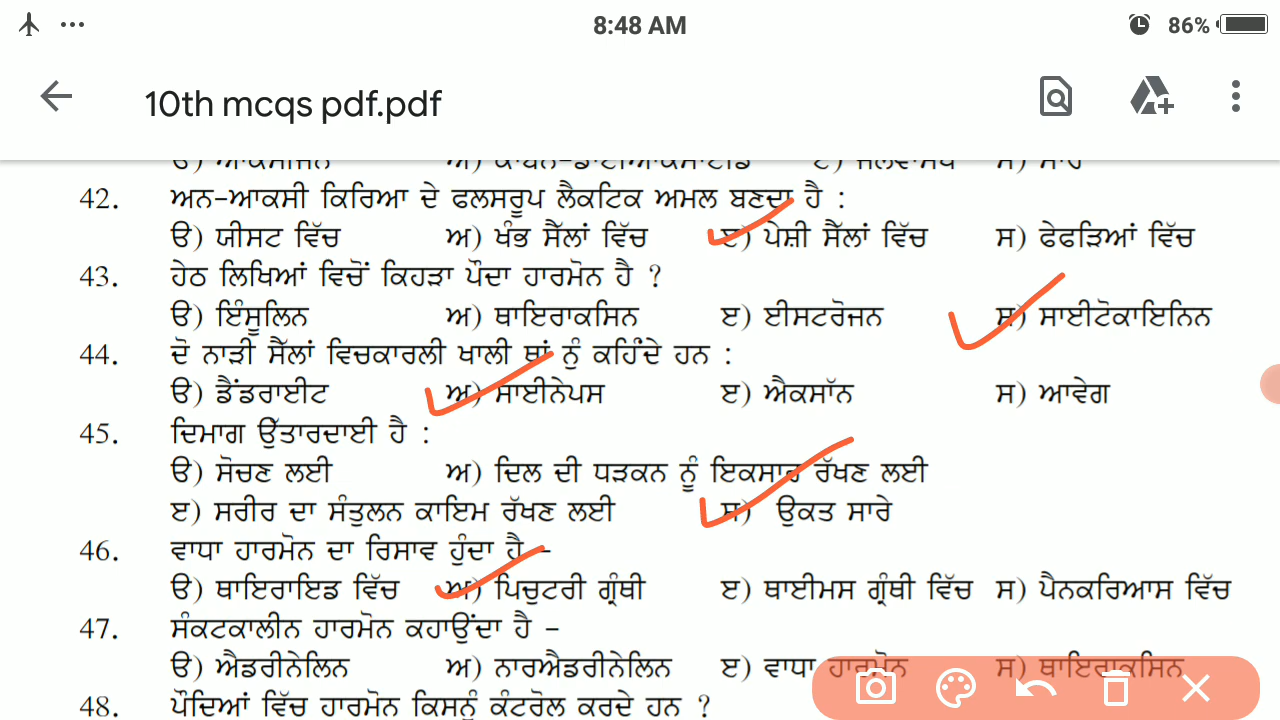 8:48 AM
86%
10th mcqs pdf.pdf
42. ਅਨ-ਆਕਸੀ ਕਿਰਿਆ ਦੇ ਫਲਸਰੂਪ ਲੈਕਟਿਕ ਅਮਲ ਬਣਦਾ ਹੈ :
ੳ) ਯੀਸਟ ਵਿੱਚ ਅ) ਖੰਭ ਸੈੱਲਾਂ ਵਿੱਚ ੲ) ਪੇਸ਼ੀ ਸੈੱਲਾਂ ਵਿੱਚ ਸ) ਫੇਫੜਿਆਂ ਵਿੱਚ
43. ਹੇਠ ਲਿਖਿਆਂ ਵਿਚੋਂ ਕਿਹੜਾ ਪੌਦਾ ਹਾਰਮੋਨ ਹੈ ?
ੳ) ਇੰਸੂਲਿਨ ਅ) ਥਾਇਰਾਕਸਿਨ ੲ) ਈਸਟਰੋਜਨ ਸ) ਸਾਈਟੋਕਾਇਨਿਨ
44. ਦੋ ਨਾੜੀ ਸੈੱਲਾਂ ਵਿਚਕਾਰਲੀ ਖਾਲੀ ਥਾਂ ਨੂੰ ਕਹਿੰਦੇ ਹਨ :
ੳ) ਡੈਂਡਰਾਈਟ ਅ) ਸਾਈਨੇਪਸ ੲ) ਐਕਸਾੱਨ ਸ) ਆਵੇਗ
45. ਦਿਮਾਗ ਉੱਤਾਰਦਾਈ ਹੈ :
ੳ) ਸੋਚਣ ਲਈ ਅ) ਦਿਲ ਦੀ ਧੜਕਨ ਨੂੰ ਇਕਸਾਰ ਰੱਖਣ ਲਈ
ੲ) ਸਰੀਰ ਦਾ ਸੰਤੁਲਨ ਕਾਇਮ ਰੱਖਣ ਲਈ ਸ) ਉਕਤ ਸਾਰੇ
46. ਵਾਧਾ ਹਾਰਮੋਨ ਦਾ ਰਿਸਾਵ ਹੁੰਦਾ ਹੈ -
ੳ) ਥਾਇਰਾਇਡ ਵਿੱਚ ਅ) ਪਿਚੁਟਰੀ ਗ੍ਰੰਥੀ ੲ) ਥਾਈਮਸ ਗ੍ਰੰਥੀ ਵਿੱਚ ਸ) ਪੈਨਕਰਿਆਸ ਵਿੱਚ
47. ਸੰਕਟਕਾਲੀਨ ਹਾਰਮੋਨ ਕਹਾਉਂਦਾ ਹੈ -
ੳ) ਐਡਰੀਨੇਲਿਨ ਅ) ਨਾਰਐਡਰੀਨੇਲਿਨ ੲ) ਵਾਧਾ ਹਾਰਮੋਨ ਸ) ਥਾਇਰਾਕਸਿਨ
48. ਪੌਦਿਆਂ ਵਿੱਚ ਹਾਰਮੋਨ ਕਿਸਨੂੰ ਕੰਟਰੋਲ ਕਰਦੇ ਹਨ ?